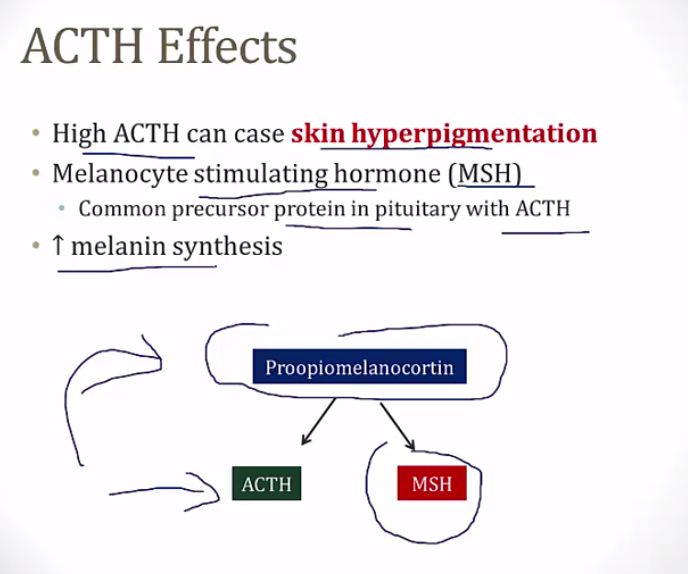 ACTH Effects
• High ACTH can case skin hyperpigmentation
• Melanocyte stimulating hormone (MSH)
• Common precursor protein in pituitary with ACTH
• ↑ melanin synthesis
Proopiomelanocortin
ACTH MSH